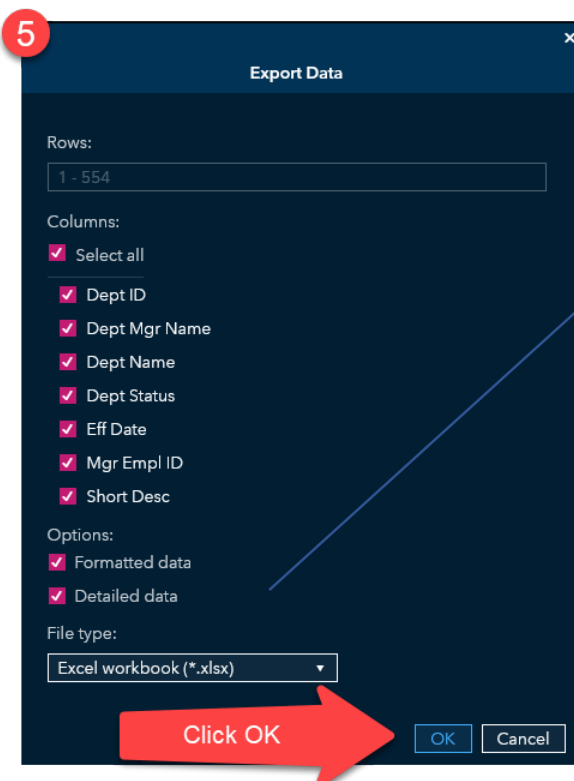 5
Export Data
Rows:
1 - 554
Columns:
Select all
Dept ID
Dept Mgr Name
Dept Name
Dept Status
Eff Date
Mgr Empl ID
Short Desc
Options:
Formatted data
Detailed data
File type:
Excel workbook (*.xlsx)
Click OK
OK Cancel